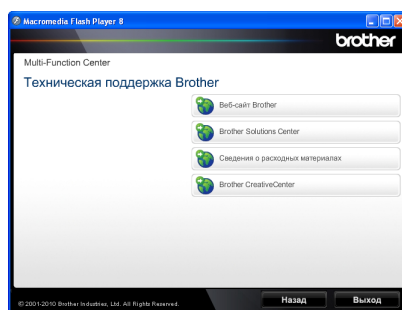 Macromedia Flash Player 8
brother
Multi-Function Center
Техническая поддержка Brother
Веб-сайт Brother
Brother Solutions Center
Сведения о расходных материалах
Brother CreativeCenter
© 2001-2010 Brother Industries, Ltd. All Rights Reserved.
Назад
Выход